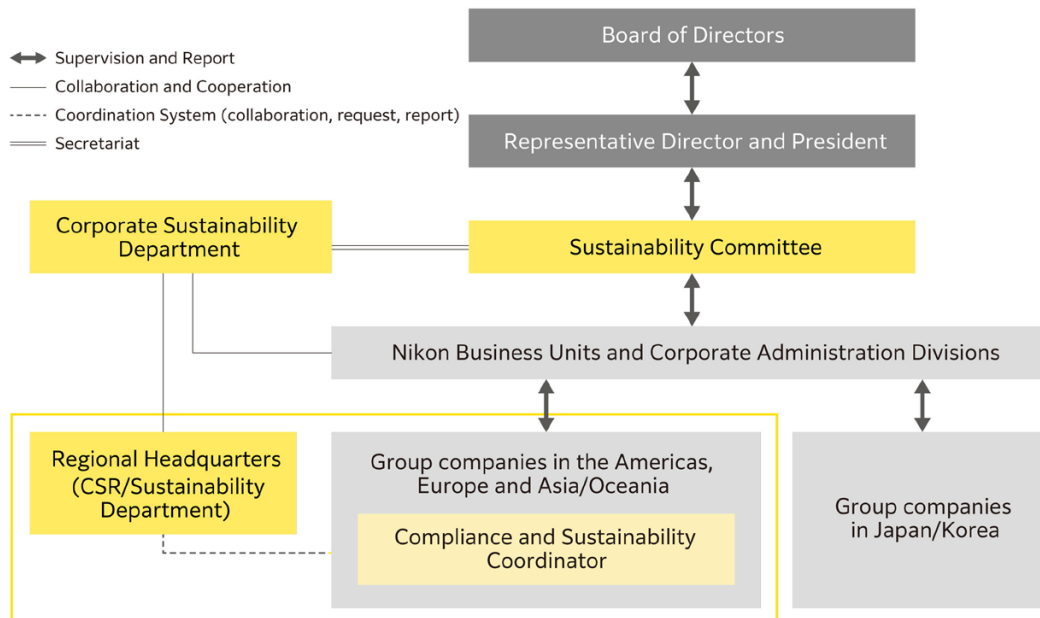 Board of Directors
Supervision and Report
Collaboration and Cooperation
Coordination System (collaboration, request, report)
Secretariat
Representative Director and President
Corporate Sustainability
Department
Sustainability Committee
Nikon Business Units and Corporate Administration Divisions
Regional Headquarters
(CSR/Sustainability
Department)
Group companies in the Americas,
Europe and Asia/Oceania
Compliance and Sustainability
Coordinator
Group companies
in Japan/Korea